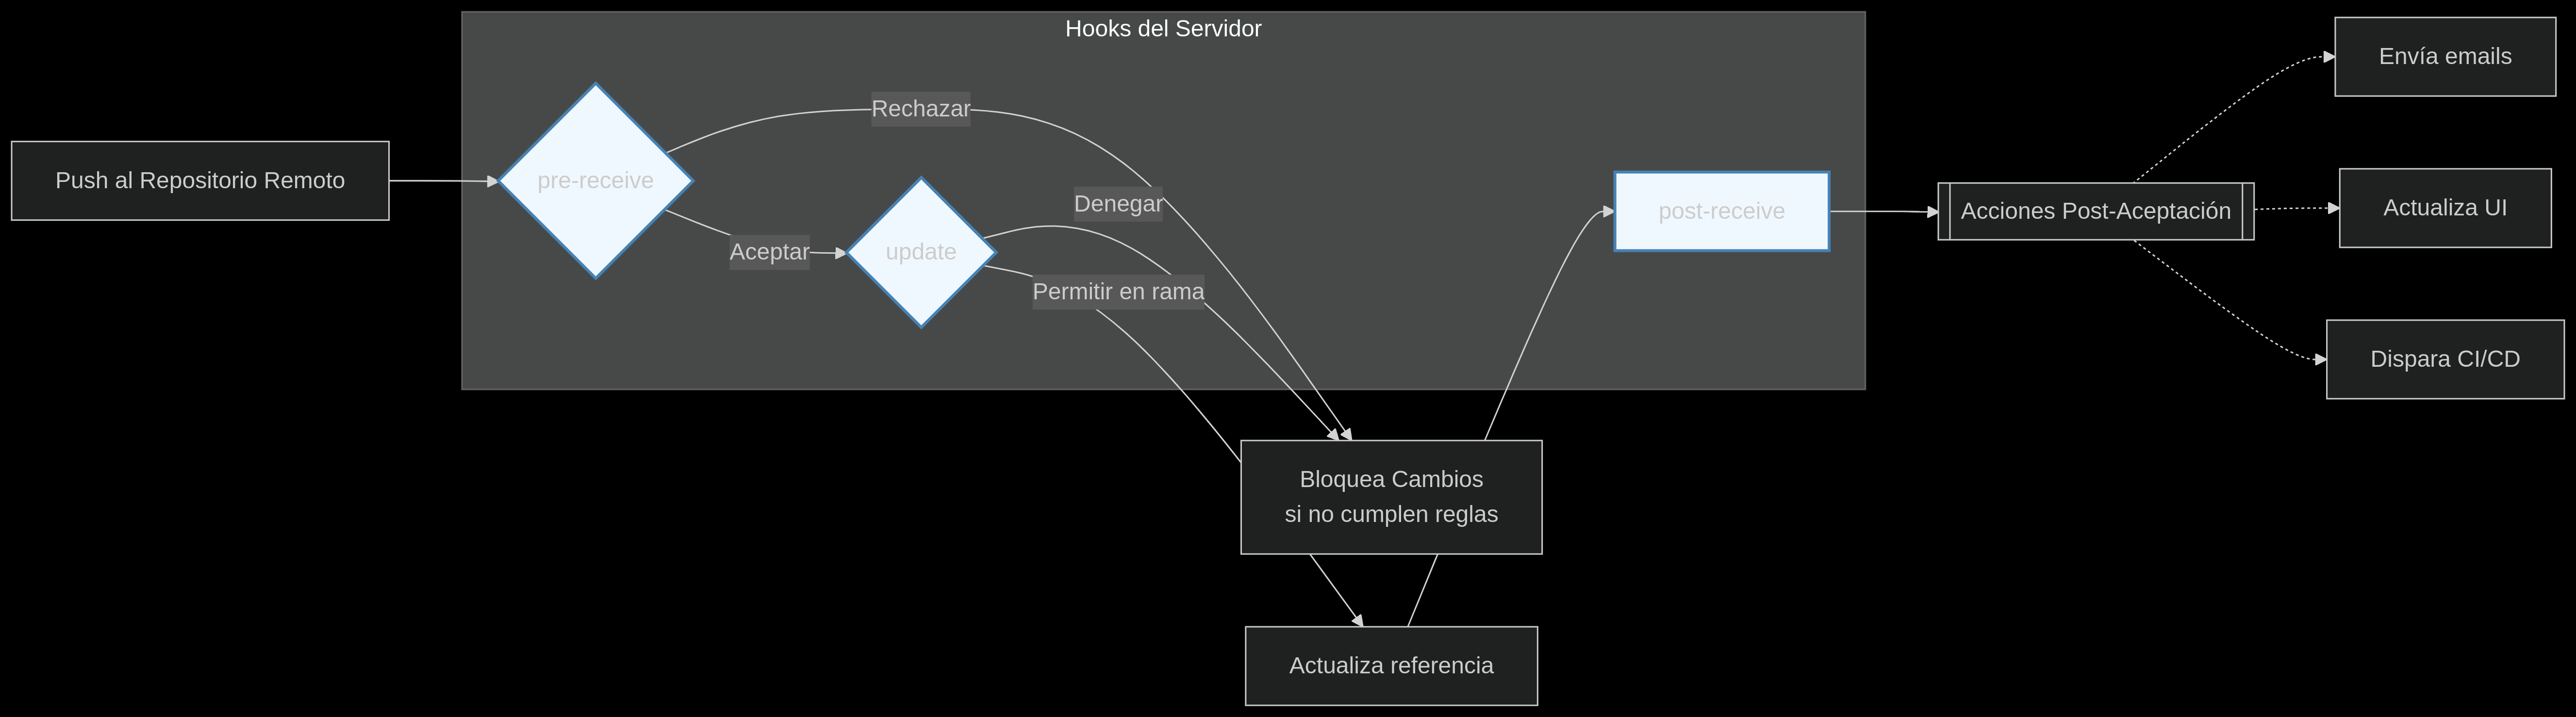 Hooks del Servidor
Push al Repositorio Remoto
pre-receive
Rechazar
Aceptar
update
Denegar
Permitir en rama
Bloquea Cambios
si no cumplen reglas
Actualiza referencia
post-receive
Acciones Post-Aceptación
Envía emails
Actualiza UI
Dispara CI/CD